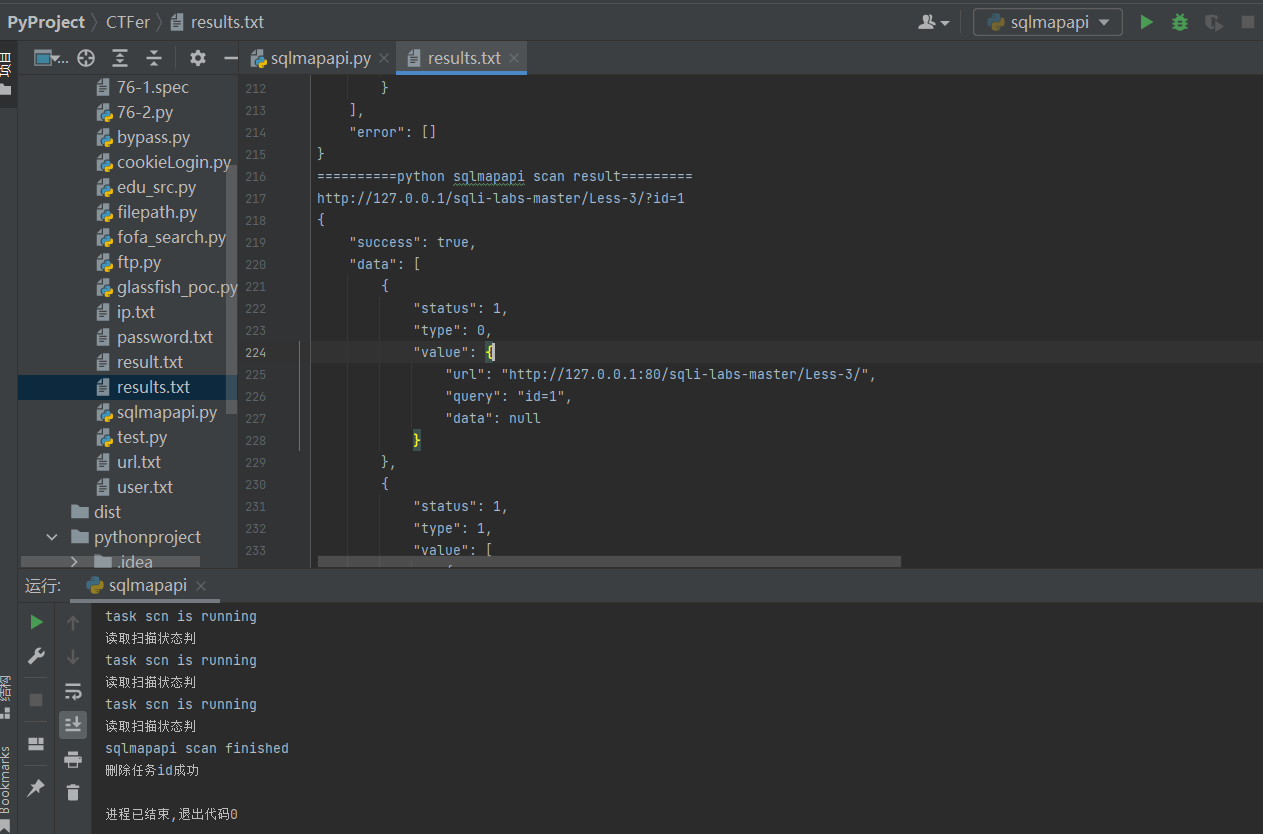 PyProject CTFer results.txt sqlmapapi
项目
sqlmapapi.py results.txt
76-1.spec
76-2.py
bypass.py
cookieLogin.py
edu_src.py
filepath.py
fofa_search.py
ftp.py
glassfish_poc.py
ip.txt
password.txt
result.txt
results.txt
sqlmapapi.py
test.py
url.txt
user.txt
dist
pythonproject
.idea
212 }
213 ],
214 "error": []
215 }
216 ==========python sqlmapapi scan result=========
217 http://127.0.0.1/sqli-labs-master/Less-3/?id=1
218 {
219 "success": true,
220 "data": [
221 {
222 "status": 1,
223 "type": 0,
224 "value": {
225 "url": "http://127.0.0.1:80/sqli-labs-master/Less-3/",
226 "query": "id=1",
227 "data": null
228 }
229 },
230 {
231 "status": 1,
232 "type": 1,
233 "value": [
运行: sqlmapapi
task scn is running
读取扫描状态判
task scn is running
读取扫描状态判
task scn is running
读取扫描状态判
sqlmapapi scan finished
删除任务id成功
进程已结束,退出代码0
结构
Bookmarks